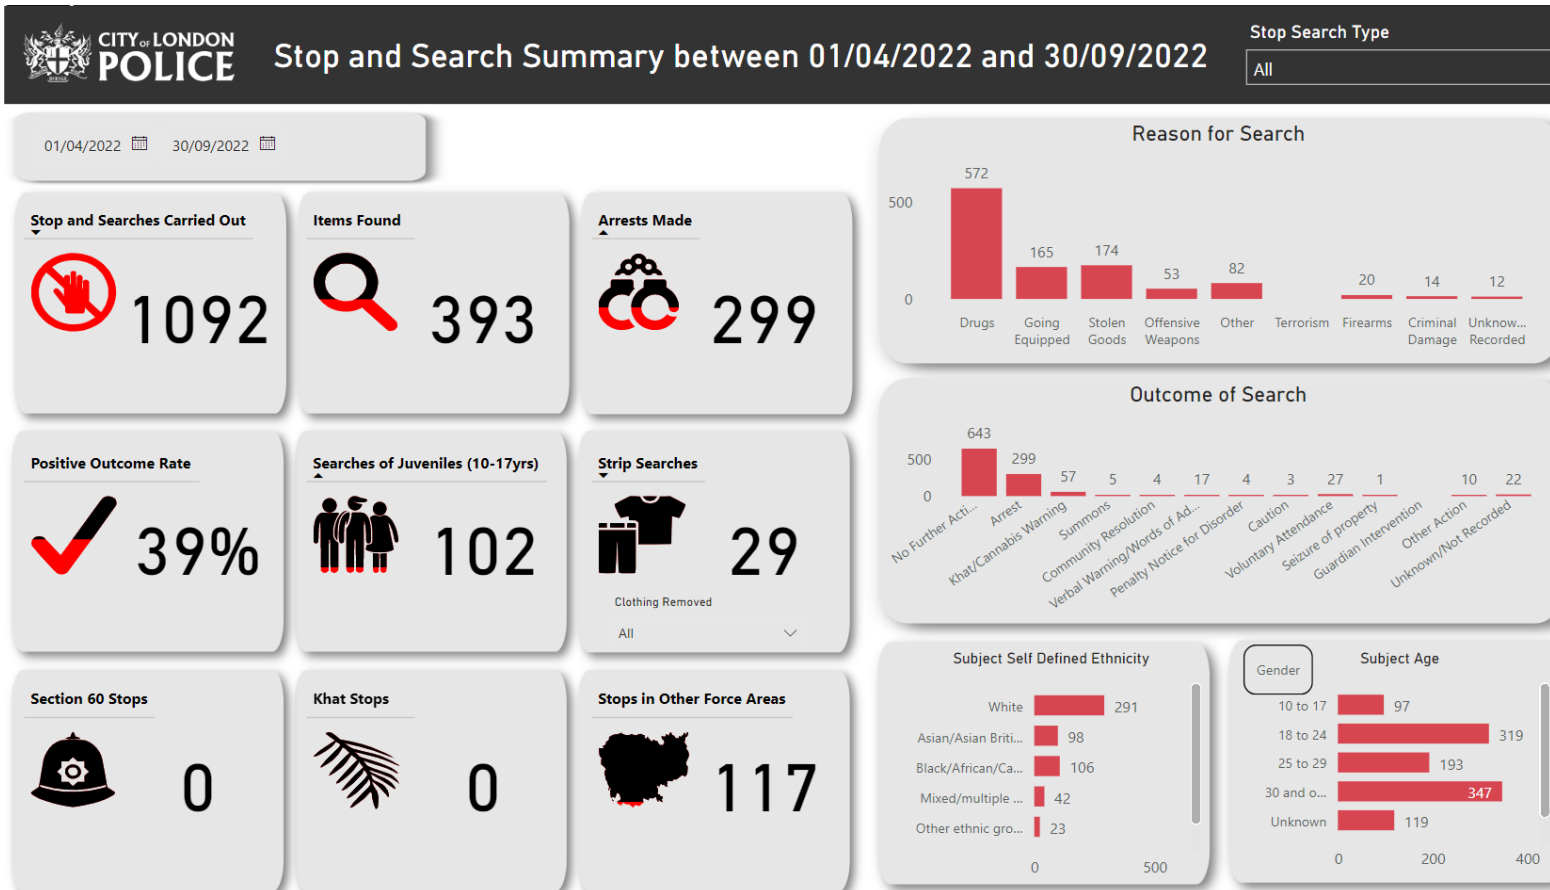 CITY OF LONDON
POLICE
Stop and Search Summary between 01/04/2022 and 30/09/2022
Stop Search Type
All
01/04/2022
30/09/2022
Stop and Searches Carried Out
1092
Items Found
393
Arrests Made
299
Positive Outcome Rate
39%
Searches of Juveniles (10-17yrs)
102
Strip Searches
29
Clothing Removed
All
Section 60 Stops
0
Khat Stops
0
Stops in Other Force Areas
117
Reason for Search
500
0
572
165
174
53
82
20
14
12
Drugs
Going
Equipped
Stolen
Goods
Offensive
Weapons
Other
Terrorism
Firearms
Criminal
Damage
Unknow...
Recorded
Outcome of Search
500
0
643
299
57
5
4
17
4
3
27
1
10
22
No Further Acti...
Arrest
Khat/Cannabis Warning
Summons
Community Resolution
Verbal Warning/Words of Ad...
Penalty Notice for Disorder
Caution
Voluntary Attendance
Seizure of property
Guardian Intervention
Other Action
Unknown/Not Recorded
Subject Self Defined Ethnicity
White 291
Asian/Asian Briti... 98
Black/African/Ca... 106
Mixed/multiple ... 42
Other ethnic gro... 23
0 500
Gender
Subject Age
10 to 17 97
18 to 24 319
25 to 29 193
30 and o... 347
Unknown 119
0 200 400